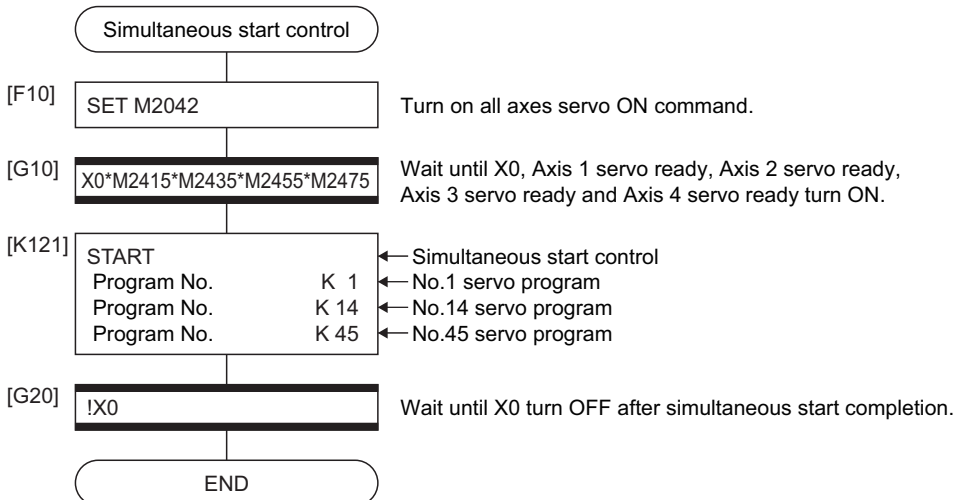 Simultaneous start control
[F10]
SET M2042
Turn on all axes servo ON command.
[G10]
X0*M2415*M2435*M2455*M2475
Wait until X0, Axis 1 servo ready, Axis 2 servo ready,
Axis 3 servo ready and Axis 4 servo ready turn ON.
[K121]
START
Simultaneous start control
Program No. K 1
No.1 servo program
Program No. K 14
No.14 servo program
Program No. K 45
No.45 servo program
[G20]
!X0
Wait until X0 turn OFF after simultaneous start completion.
END